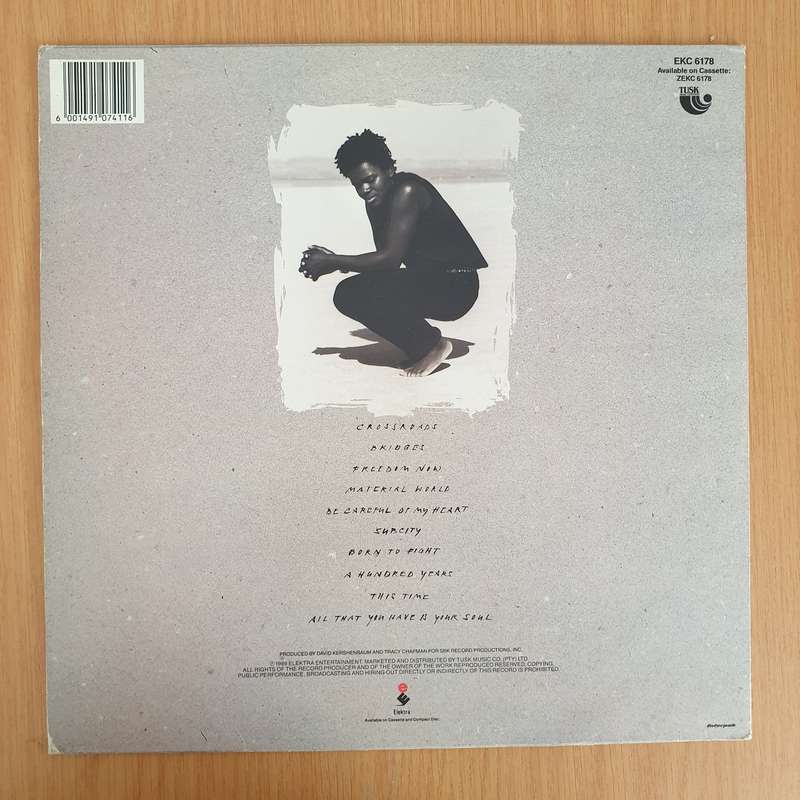 6 001491 074116
EKC 6178
Available on Cassette:
ZEKC 6178
TUSK
CROSSROADS
BRIDGES
FREEDOM NOW
MATERIAL WORLD
BE CAREFUL OF MY HEART
SUBCITY
BORN TO FIGHT
A HUNDRED YEARS
THIS TIME
ALL THAT YOU HAVE IS YOUR SOUL
PRODUCED BY DAVID KERSHENBAUM AND TRACY CHAPMAN FOR SBK RECORD PRODUCTIONS, INC.
Ⓟ 1989 ELEKTRA ENTERTAINMENT. MARKETED AND DISTRIBUTED BY TUSK MUSIC CO. (PTY) LTD.
ALL RIGHTS OF THE RECORD PRODUCER AND OF THE OWNER OF THE WORK REPRODUCED RESERVED. COPYING,
PUBLIC PERFORMANCE, BROADCASTING AND HIRING-OUT DIRECTLY OR INDIRECTLY OF THIS RECORD IS PROHIBITED.
Elektra
Available on Cassette and Compact Disc.